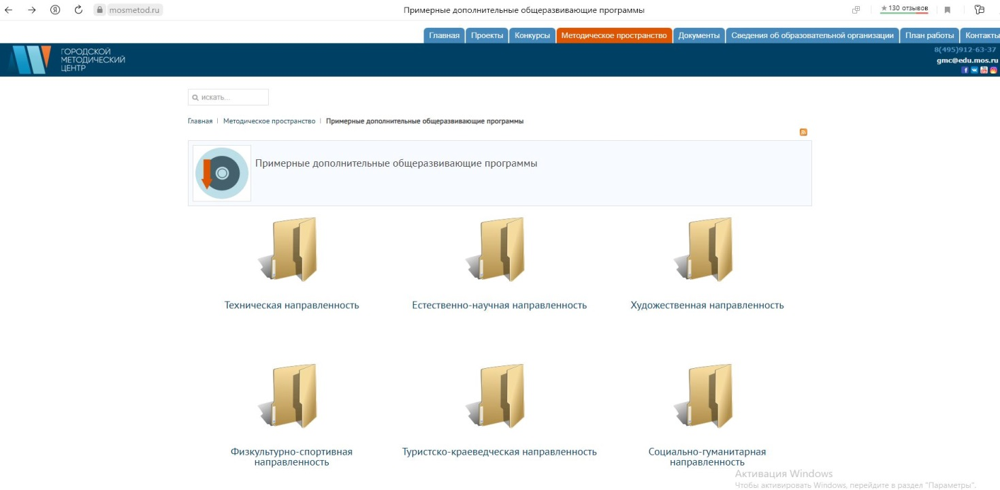 mosmetod.ru
Примерные дополнительные общеразвивающие программы
★ 130 отзывов
Главная
Проекты
Конкурсы
Методическое пространство
Документы
Сведения об образовательной организации
План работы
Контакты
ГОРОДСКОЙ
МЕТОДИЧЕСКИЙ
ЦЕНТР
8(495)912-63-37
gmc@edu.mos.ru
искать...
Главная | Методическое пространство | Примерные дополнительные общеразвивающие программы
Примерные дополнительные общеразвивающие программы
Техническая направленность
Естественно-научная направленность
Художественная направленность
Физкультурно-спортивная
направленность
Туристско-краеведческая направленность
Социально-гуманитарная
направленность
Активация Windows
Чтобы активировать Windows, перейдите в раздел "Параметры".